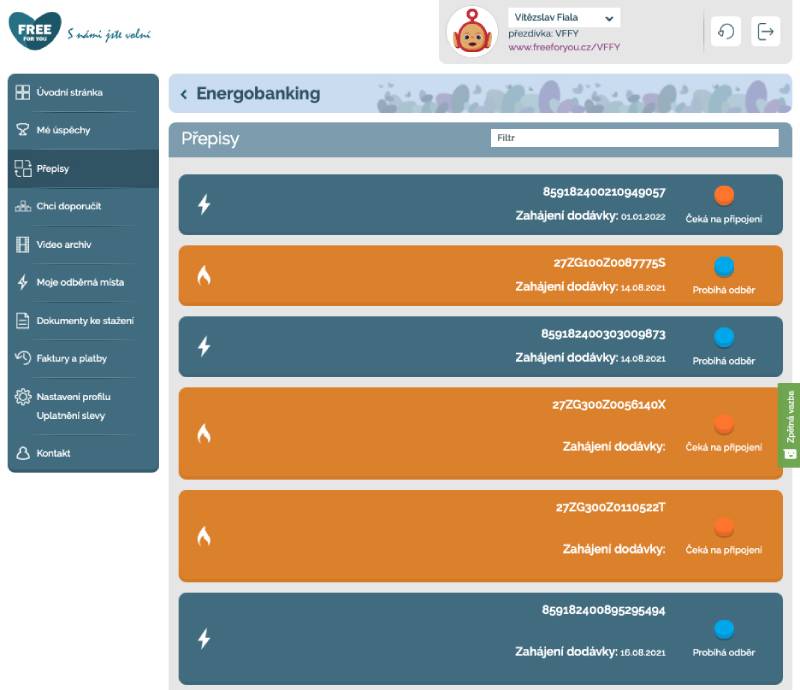 FREE
FOR YOU
S námi jste volní
Vítězslav Fiala
přezdívka: VFFY
www.freeforyou.cz/VFFY
Úvodní stránka
Mé úspěchy
Přepisy
Chci doporučit
Video archiv
Moje odběrná místa
Dokumenty ke stažení
Faktury a platby
Nastavení profilu
Uplatnění slevy
Kontakt
Energobanking
Přepisy
Filtr
859182400210949057
Zahájení dodávky: 01.01.2022
Čeká na připojení
27ZG100Z0087775S
Zahájení dodávky: 14.08.2021
Probíhá odběr
859182400303009873
Zahájení dodávky: 14.08.2021
Probíhá odběr
27ZG300Z0056140X
Zahájení dodávky:
Čeká na připojení
27ZG300Z0110522T
Zahájení dodávky:
Čeká na připojení
859182400895295494
Zahájení dodávky: 16.08.2021
Probíhá odběr
Zpětná vazba